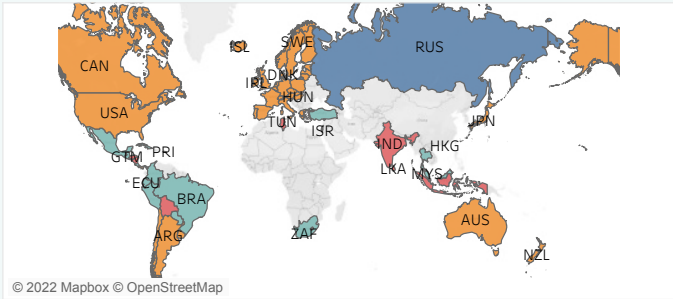 ISL
SWE
RUS
CAN
DNK
IRL
HUN
USA
TUN
ISR
JPN
PRI
GTM
IND
HKG
LKA
MYS
ECU
BRA
ARG
ZAF
AUS
NZL
© 2022 Mapbox © OpenStreetMap